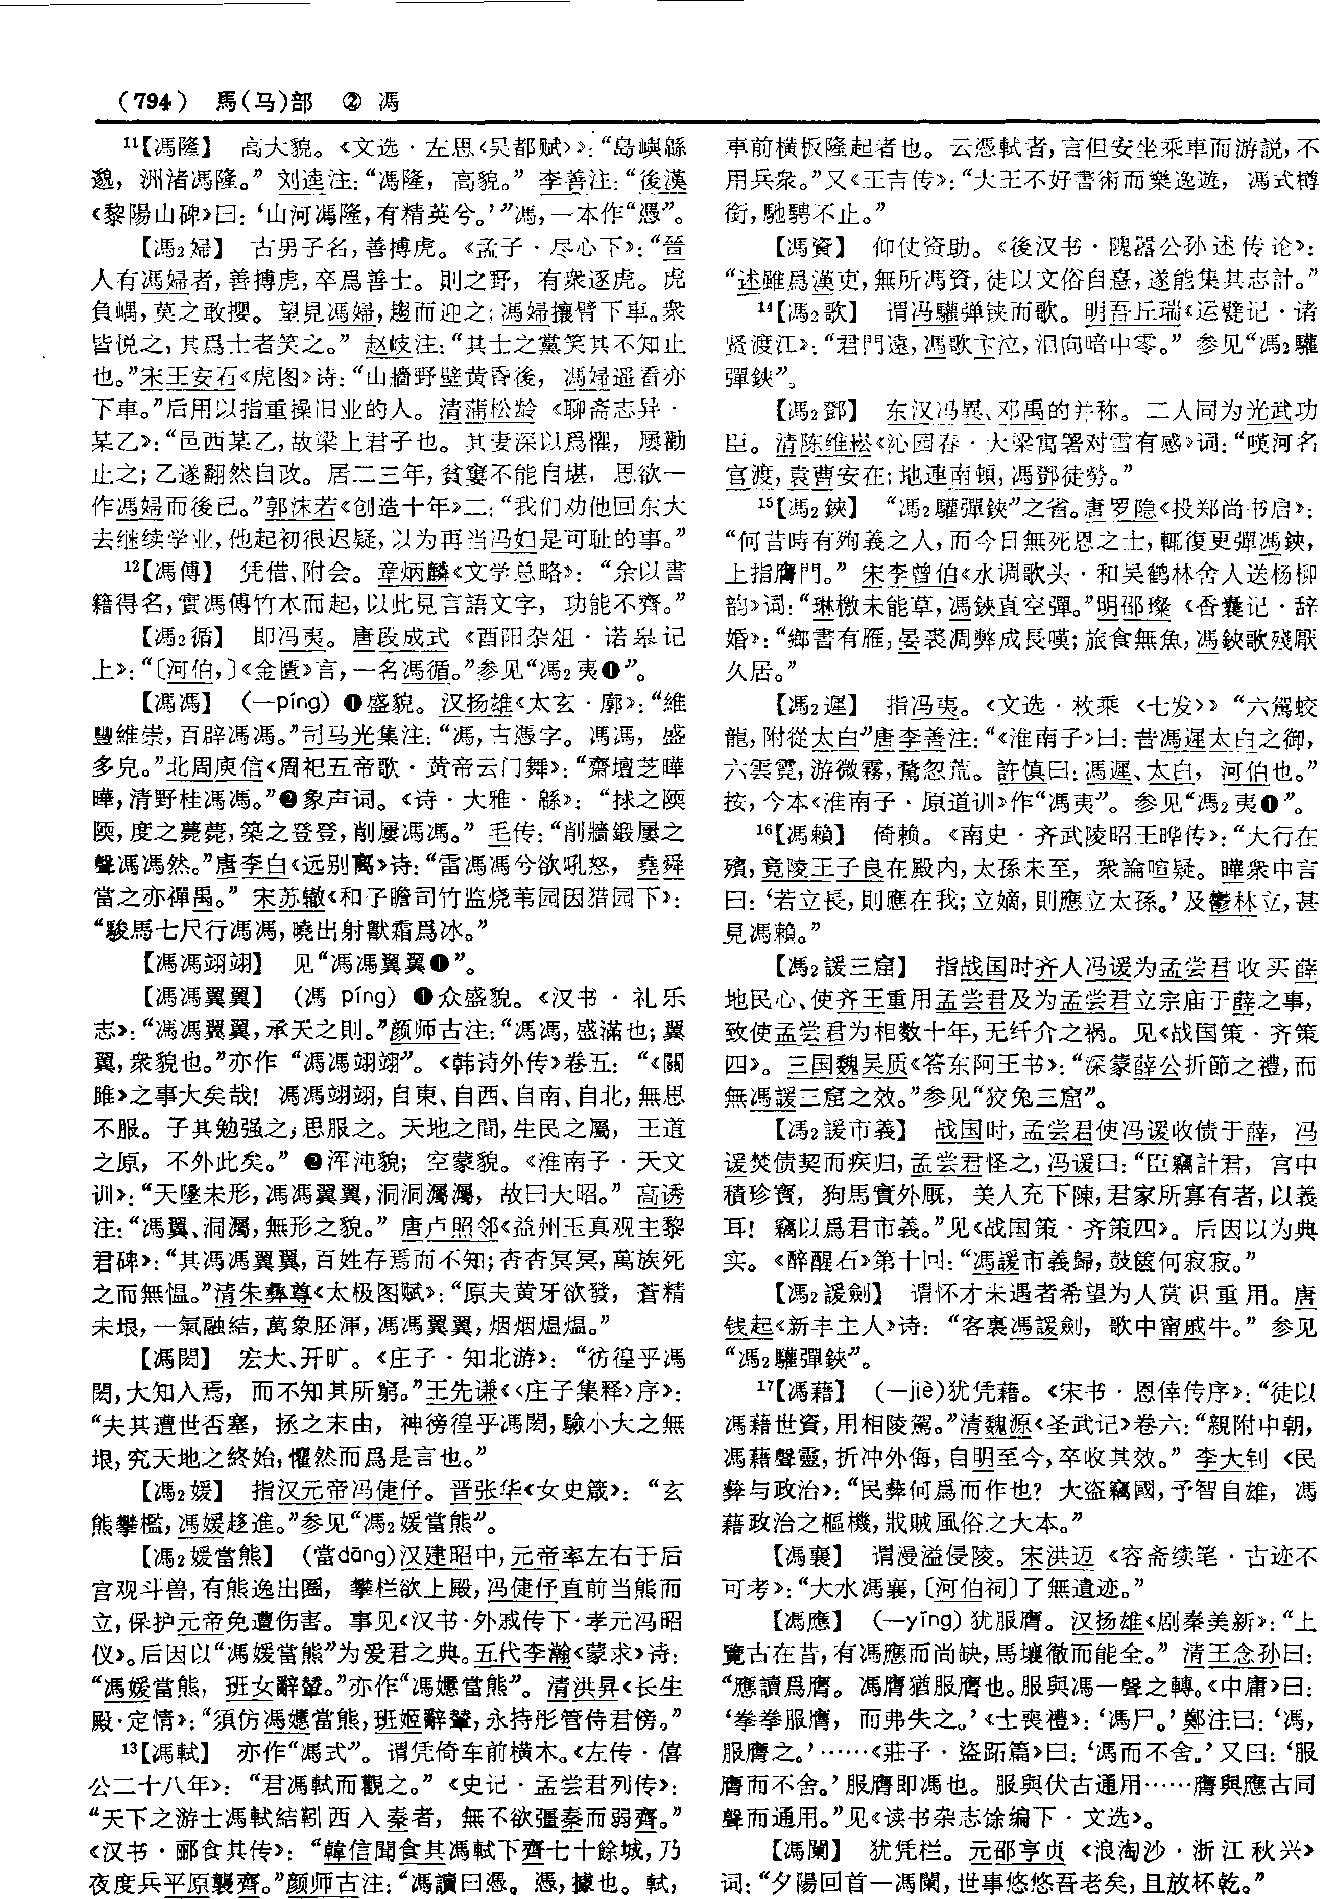 （794） 馬(马)部 ② 馮
11【馮隆】 高大貌。《文选·左思〈吴都赋〉》：“岛嶼緜
邈，洲渚馮隆。”刘逵注：“馮隆，高貌。”李善注：“後漢
《黎陽山碑》曰：‘山河馮隆，有精英兮。’”馮，一本作“憑”。
【馮2婦】 古男子名，善搏虎。《孟子·尽心下》：“晉
人有馮婦者，善搏虎，卒爲善士。則之野，有衆逐虎。虎
負嵎，莫之敢攖。望見馮婦，趨而迎之；馮婦攘臂下車。衆
皆悦之，其爲士者笑之。”赵岐注：“其士之黨笑其不知止
也。”宋王安石《虎图》诗：“山牆野壁黄昏後，馮婦遥看亦
下車。”后用以指重操旧业的人。清蒲松龄《聊斋志异·
某乙》：“邑西某乙，故梁上君子也。其妻深以爲懼，屢勸
止之；乙遂翻然自改。居二三年，貧窶不能自堪，思欲一
作馮婦而後已。”郭沫若《创造十年》二：“我们劝他回东大
去继续学业，他起初很迟疑，以为再当冯妇是可耻的事。”
12【馮傅】 凭借、附会。章炳麟《文学总略》：“余以書
籍得名，實馮傅竹木而起，以此見言語文字，功能不齊。”
【馮2循】 即冯夷。唐段成式《酉阳杂俎·诺皋记
上》：“〔河伯，〕《金匱》言，一名馮循。”参见“馮2夷❶”。
【馮馮】 （一píng）❶盛貌。汉扬雄《太玄·廓》：“維
豐維崇，百辟馮馮。”司马光集注：“馮，古憑字。馮馮，盛
多皃。”北周庾信《周祀五帝歌·黄帝云门舞》：“齋壇芝曄
曄，清野桂馮馮。”❷象声词。《诗·大雅·緜》：“捄之陾
陾，度之薨薨，築之登登，削屢馮馮。”毛传：“削牆鍛屢之
聲馮馮然。”唐李白《远别离》诗：“雷馮馮兮欲吼怒，堯舜
當之亦禪禹。”宋苏辙《和子瞻司竹监烧苇园因猎园下》：
“駿馬七尺行馮馮，曉出射獸霜爲冰。”
【馮馮翊翊】 见“馮馮翼翼❶”。
【馮馮翼翼】 （馮 píng）❶众盛貌。《汉书·礼乐
志》：“馮馮翼翼，承天之則。”颜师古注：“馮馮，盛滿也；翼
翼，衆貌也。”亦作“馮馮翊翊”。《韩诗外传》卷五：“《關
雎》之事大矣哉！馮馮翊翊，自東、自西、自南、自北，無思
不服。子其勉强之，思服之。天地之間，生民之屬，王道
之原，不外此矣。”❷浑沌貌；空蒙貌。《淮南子·天文
训》：“天墬未形，馮馮翼翼，洞洞灟灟，故曰大昭。”高诱
注：“馮翼、洞灟，無形之貌。”唐卢照邻《益州玉真观主黎
君碑》：“其馮馮翼翼，百姓存焉而不知；杳杳冥冥，萬族死
之而無愠。”清朱彝尊《太极图赋》：“原夫黄牙欲發，蒼精
未垠，一氣融結，萬象胚渾，馮馮翼翼，烟烟煴煴。”
【馮閎】 宏大、开旷。《庄子·知北游》：“彷徨乎馮
閎，大知入焉，而不知其所窮。”王先谦《〈庄子集释〉序》：
“夫其遭世否塞，拯之末由，神徬徨乎馮閎，驗小大之無
垠，究天地之終始，懼然而爲是言也。”
【馮2媛】 指汉元帝冯倢伃。晋张华《女史箴》：“玄
熊攀檻，馮媛趍進。”参见“馮2媛當熊”。
【馮2媛當熊】 （當dāng）汉建昭中，元帝率左右于后
宫观斗兽，有熊逸出圈，攀栏欲上殿，冯倢伃直前当熊而
立，保护元帝免遭伤害。事见《汉书·外戚传下·孝元冯昭
仪》。后因以“馮媛當熊”为爱君之典。五代李瀚《蒙求》诗：
“馮媛當熊，班女辭輦。”亦作“馮嫕當熊”。清洪昇《长生
殿·定情》：“須仿馮嫕當熊，班姬辭輦，永持彤管侍君傍。”
13【馮軾】 亦作“馮式”。谓凭倚车前横木。《左传·僖
公二十八年》：“君馮軾而觀之。”《史记·孟尝君列传》：
“天下之游士馮軾結靷西入秦者，無不欲彊秦而弱齊。”
《汉书·郦食其传》：“韓信聞食其馮軾下齊七十餘城，乃
夜度兵平原襲齊。”颜师古注：“馮讀曰憑。憑，據也。軾，
車前横板隆起者也。云憑軾者，言但安坐乘車而游説，不
用兵衆。”又《王吉传》：“大王不好書術而樂逸遊，馮式樽
銜，馳騁不止。”
【馮資】 仰仗资助。《後汉书·隗嚣公孙述传论》：
“述雖爲漢吏，無所馮資，徒以文俗自憙，遂能集其志計。”
14【馮2歌】 谓冯驩弹铗而歌。明吾丘瑞《运甓记·诸
贤渡江》：“君門遠，馮歌卞泣，泪向暗中零。”参见“馮2驩
彈鋏”。
【馮2鄧】 东汉冯異、邓禹的并称。二人同为光武功
臣。清陈维崧《沁园春·大梁寓署对雪有感》词：“嘆河名
官渡，袁曹安在；地連南頓，馮鄧徒勞。”
15【馮2鋏】 “馮2驩彈鋏”之省。唐罗隐《投郑尚书启》：
“何昔時有殉義之人，而今日無死恩之士，輒復更彈馮鋏，
上指膺門。”宋李曾伯《水调歌头·和吴鹤林舍人送杨柳
韵》词：“琳檄未能草，馮鋏直空彈。”明邵璨《香囊记·辞
婚》：“鄉書有雁，晏裘凋弊成長嘆；旅食無魚，馮鋏歌殘厭
久居。”
【馮2遲】 指冯夷。《文选·枚乘〈七发〉》“六駕蛟
龍，附從太白”唐李善注：“《淮南子》曰：昔馮遲太白之御，
六雲霓，游微霧，騖忽荒。許慎曰：馮遲、太白，河伯也。”
按，今本《淮南子·原道训》作“馮夷”。参见“馮2夷❶”。
16【馮賴】 倚赖。《南史·齐武陵昭王晔传》：“大行在
殯，竟陵王子良在殿内，太孫未至，衆論喧疑。曄衆中言
曰：‘若立長，則應在我；立嫡，則應立太孫。’及鬱林立，甚
見馮賴。”
【馮2諼三窟】 指战国时齐人冯谖为孟尝君收买薛
地民心、使齐王重用孟尝君及为孟尝君立宗庙于薛之事，
致使孟尝君为相数十年，无纤介之祸。见《战国策·齐策
四》。三国魏吴质《答东阿王书》：“深蒙薛公折節之禮，而
無馮諼三窟之效。”参见“狡兔三窟”。
【馮2諼市義】 战国时，孟尝君使冯谖收债于薛，冯
谖焚债契而疾归，孟尝君怪之，冯谖曰：“臣竊計君，宫中
積珍寶，狗馬實外厩，美人充下陳，君家所寡有者，以義
耳！竊以爲君市義。”见《战国策·齐策四》。后因以为典
实。《醉醒石》第十回：“馮諼市義歸，鼓篋何寂寂。”
【馮2諼劍】 谓怀才未遇者希望为人赏识重用。唐
钱起《新丰主人》诗：“客裏馮諼劍，歌中甯戚牛。”参见
“馮2驩彈鋏”。
17【馮藉】 （一jiè）犹凭藉。《宋书·恩倖传序》：“徒以
馮藉世資，用相陵駕。”清魏源《圣武记》卷六：“親附中朝，
馮藉聲靈，折冲外侮，自明至今，卒收其效。”李大钊《民
彝与政治》：“民彝何爲而作也？大盗竊國，予智自雄，馮
藉政治之樞機，戕賊風俗之大本。”
【馮襄】 谓漫溢侵陵。宋洪迈《容斋续笔·古迹不
可考》：“大水馮襄，〔河伯祠〕了無遺迹。”
【馮應】 （一yīng）犹服膺。汉扬雄《剧秦美新》：“上
覽古在昔，有馮應而尚缺，焉壞徹而能全。”清王念孙曰：
“應讀爲膺。馮膺猶服膺也。服與馮一聲之轉。《中庸》曰：
‘拳拳服膺，而弗失之。’《士喪禮》：‘馮尸。’鄭注曰：‘馮，
服膺之。’……《莊子·盗跖篇》曰：‘馮而不舍。’又曰：‘服
膺而不舍。’服膺即馮也。服與伏古通用……膺與應古同
聲而通用。”见《读书杂志馀编下·文选》。
【馮闌】 犹凭栏。元邵亨贞《浪淘沙·浙江秋兴》
词：“夕陽回首一馮闌，世事悠悠吾老矣，且放杯乾。”